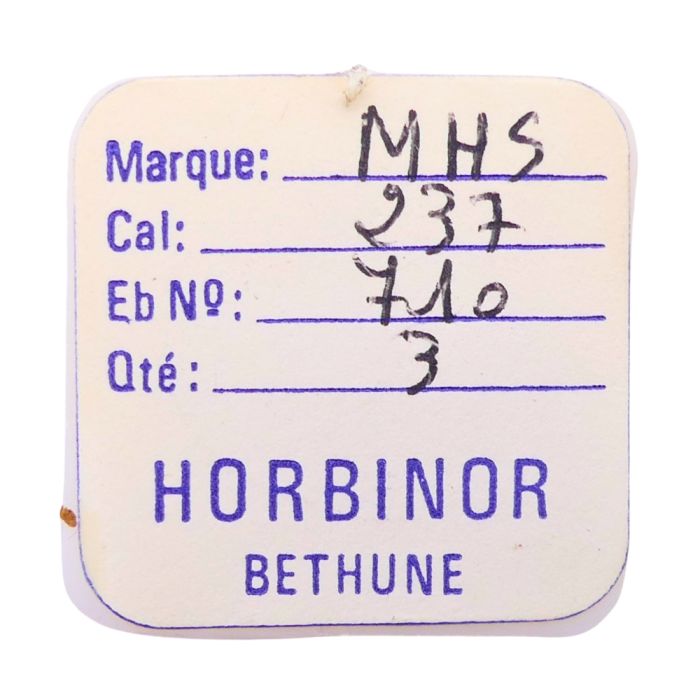 Marque: MHS
Cal: 237
Eb Nº: 710
Qté: 3
HORBINOR
BETHUNE